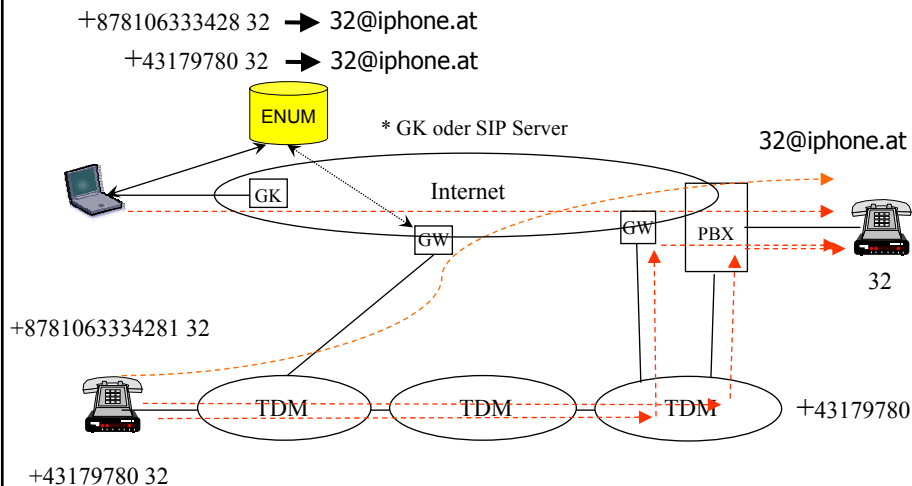 +878106333428 32 → 32@iphone.at
+43179780 32 → 32@iphone.at
ENUM
* GK oder SIP Server
32@iphone.at
GK
Internet
GW
GW
PBX
32
+8781063334281 32
TDM
TDM
TDM
+43179780
+43179780 32